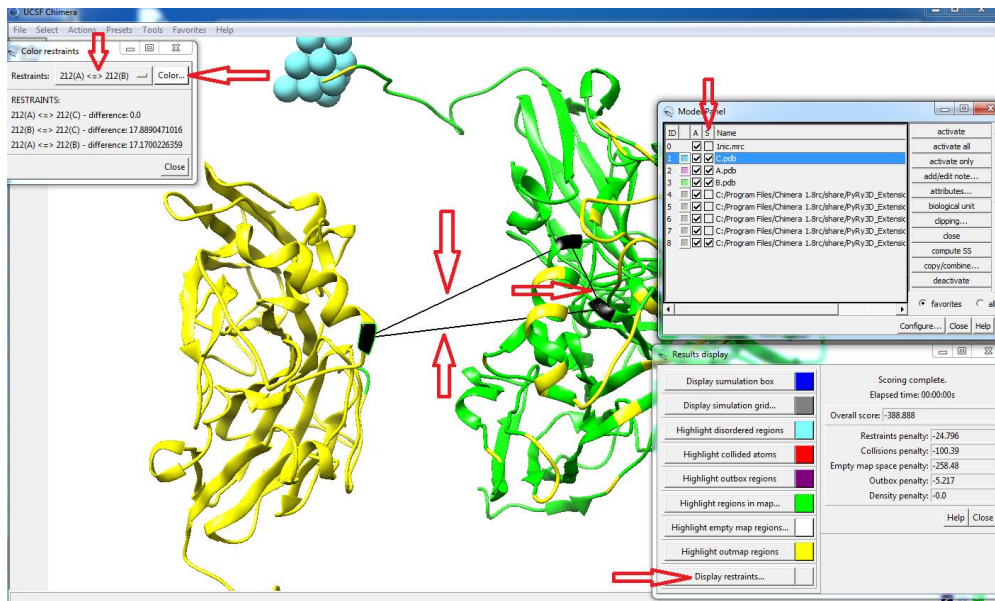 UCSF Chimera
File Select Actions Presets Tools Favorites Help
Color restraints
Restraints: 212(A) <=> 212(B) Color...
RESTRAINTS:
212(A) <=> 212(C) - difference: 0.0
212(B) <=> 212(C) - difference: 17.8890471016
212(A) <=> 212(B) - difference: 17.1700226359
Close
Model Panel
ID A S Name
0 1nic.mrc
1 C.pdb
2 A.pdb
3 B.pdb
4 C:/Program Files/Chimera 1.8rc/share/PyRy3D_Extensic
5 C:/Program Files/Chimera 1.8rc/share/PyRy3D_Extensic
6 C:/Program Files/Chimera 1.8rc/share/PyRy3D_Extensic
7 C:/Program Files/Chimera 1.8rc/share/PyRy3D_Extensic
8 C:/Program Files/Chimera 1.8rc/share/PyRy3D_Extensic
activate
activate all
activate only
add/edit note...
attributes...
biological unit
clipping...
close
compute SS
copy/combine...
deactivate
favorites al
Configure... Close Help
Results display
Display sumulation box
Display simulation grid...
Highlight disordered regions
Highlight collided atoms
Highlight outbox regions
Highlight regions in map...
Highlight empty map regions...
Highlight outmap regions
Display restraints...
Scoring complete.
Elapsed time: 00:00:00s
Overall score: -388.888
Restraints penalty: -24.796
Collisions penalty: -100.39
Empty map space penalty: -258.48
Outbox penalty: -5.217
Density penalty: -0.0
Help Close